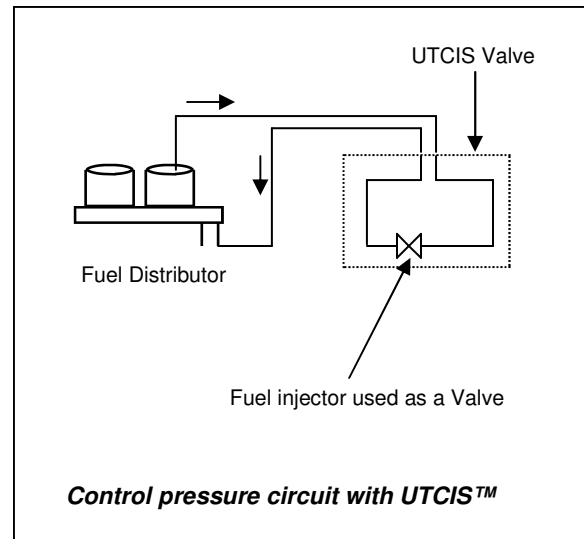 UTCIS Valve
Fuel Distributor
Fuel injector used as a Valve
Control pressure circuit with UTCIS™